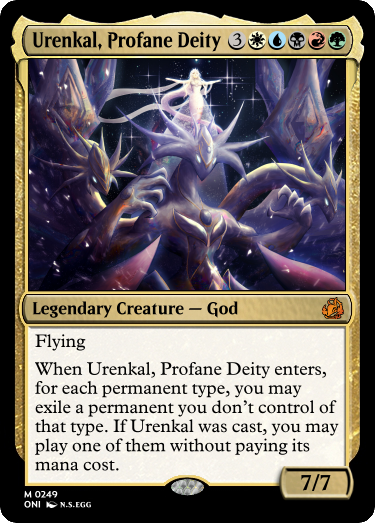 Urenkal, Profane Deity 3
Legendary Creature — God
Flying
When Urenkal, Profane Deity enters,
for each permanent type, you may
exile a permanent you don't control of
that type. If Urenkal was cast, you may
play one of them without paying its
mana cost.
7/7
M 0249
ONI N.S.EGG